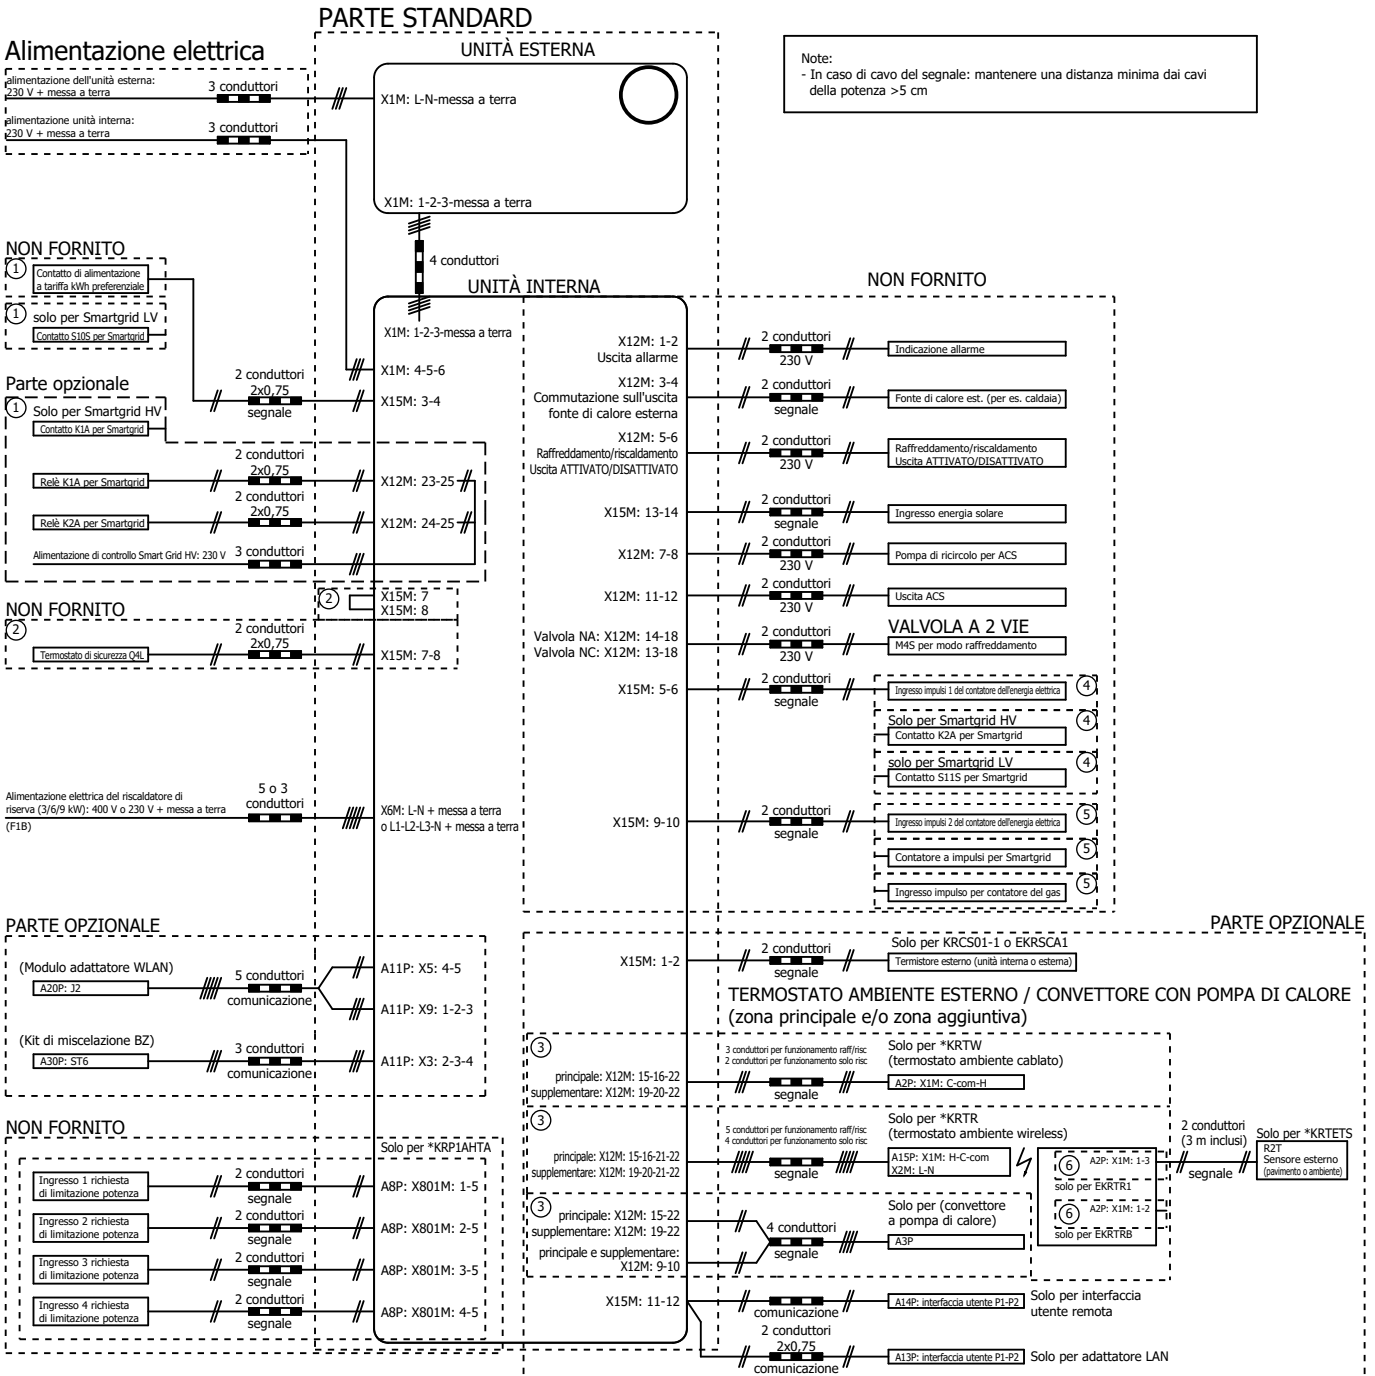 PARTE STANDARD
Alimentazione elettrica
alimentazione dell'unità esterna:
230 V + messa a terra
3 conduttori
alimentazione unità interna:
230 V + messa a terra
3 conduttori
UNITÀ ESTERNA
X1M: L-N-messa a terra
X1M: 1-2-3-messa a terra
4 conduttori
Note:
- In caso di cavo del segnale: mantenere una distanza minima dai cavi
della potenza >5 cm
NON FORNITO
1
Contatto di alimentazione
a tariffa kWh preferenziale
1
solo per Smartgrid LV
Contatto S10S per Smartgrid
Parte opzionale
1
Solo per Smartgrid HV
Contatto K1A per Smartgrid
2 conduttori
2x0,75
segnale
2 conduttori
2x0,75
Relè K1A per Smartgrid
2 conduttori
2x0,75
Relè K2A per Smartgrid
Alimentazione di controllo Smart Grid HV: 230 V
3 conduttori
NON FORNITO
2
Termostato di sicurezza Q4L
2 conduttori
2x0,75
UNITÀ INTERNA
X1M: 1-2-3-messa a terra
X1M: 4-5-6
X15M: 3-4
X12M: 23-25
X12M: 24-25
2
X15M: 7
X15M: 8
X15M: 7-8
Alimentazione elettrica del riscaldatore di
riserva (3/6/9 kW): 400 V o 230 V + messa a terra
(F1B)
5 o 3
conduttori
X6M: L-N + messa a terra
o L1-L2-L3-N + messa a terra
NON FORNITO
X12M: 1-2
Uscita allarme
2 conduttori
230 V
Indicazione allarme
X12M: 3-4
Commutazione sull'uscita
fonte di calore esterna
2 conduttori
segnale
Fonte di calore est. (per es. caldaia)
X12M: 5-6
Raffreddamento/riscaldamento
Uscita ATTIVATO/DISATTIVATO
2 conduttori
230 V
Raffreddamento/riscaldamento
Uscita ATTIVATO/DISATTIVATO
X15M: 13-14
2 conduttori
segnale
Ingresso energia solare
X12M: 7-8
2 conduttori
230 V
Pompa di ricircolo per ACS
X12M: 11-12
2 conduttori
230 V
Uscita ACS
Valvola NA: X12M: 14-18
Valvola NC: X12M: 13-18
2 conduttori
230 V
VALVOLA A 2 VIE
M4S per modo raffreddamento
X15M: 5-6
2 conduttori
segnale
Ingresso impulsi 1 del contatore dell'energia elettrica
4
Solo per Smartgrid HV
Contatto K2A per Smartgrid
4
solo per Smartgrid LV
Contatto S11S per Smartgrid
4
X15M: 9-10
2 conduttori
segnale
Ingresso impulsi 2 del contatore dell'energia elettrica
5
Contatore a impulsi per Smartgrid
5
Ingresso impulso per contatore del gas
5
PARTE OPZIONALE
(Modulo adattatore WLAN)
A20P: J2
5 conduttori
comunicazione
A11P: X5: 4-5
A11P: X9: 1-2-3
(Kit di miscelazione BZ)
A30P: ST6
3 conduttori
comunicazione
A11P: X3: 2-3-4
NON FORNITO
Solo per *KRP1AHTA
Ingresso 1 richiesta
di limitazione potenza
2 conduttori
segnale
A8P: X801M: 1-5
Ingresso 2 richiesta
di limitazione potenza
2 conduttori
segnale
A8P: X801M: 2-5
Ingresso 3 richiesta
di limitazione potenza
2 conduttori
segnale
A8P: X801M: 3-5
Ingresso 4 richiesta
di limitazione potenza
2 conduttori
segnale
A8P: X801M: 4-5
PARTE OPZIONALE
X15M: 1-2
2 conduttori
segnale
Solo per KRCS01-1 o EKRSCA1
Termistore esterno (unità interna o esterna)
TERMOSTATO AMBIENTE ESTERNO / CONVETTORE CON POMPA DI CALORE
(zona principale e/o zona aggiuntiva)
3
principale: X12M: 15-16-22
supplementare: X12M: 19-20-22
3 conduttori per funzionamento raff/risc
2 conduttori per funzionamento solo risc
segnale
Solo per *KRTW
(termostato ambiente cablato)
A2P: X1M: C-com-H
3
principale: X12M: 15-16-21-22
supplementare: X12M: 19-20-21-22
5 conduttori per funzionamento raff/risc
4 conduttori per funzionamento solo risc
segnale
Solo per *KRTR
(termostato ambiente wireless)
A15P: X1M: H-C-com
X2M: L-N
6
A2P: X1M: 1-3
solo per EKRTR1
6
A2P: X1M: 1-2
solo per EKRTRB
2 conduttori
(3 m inclusi)
segnale
Solo per *KRTETS
R2T
Sensore esterno
(pavimento o ambiente)
3
principale: X12M: 15-22
supplementare: X12M: 19-22
principale e supplementare:
X12M: 9-10
4 conduttori
segnale
Solo per (convettore
a pompa di calore)
A3P
X15M: 11-12
comunicazione
A14P: interfaccia utente P1-P2
Solo per interfaccia
utente remota
2 conduttori
2x0,75
comunicazione
A13P: interfaccia utente P1-P2
Solo per adattatore LAN